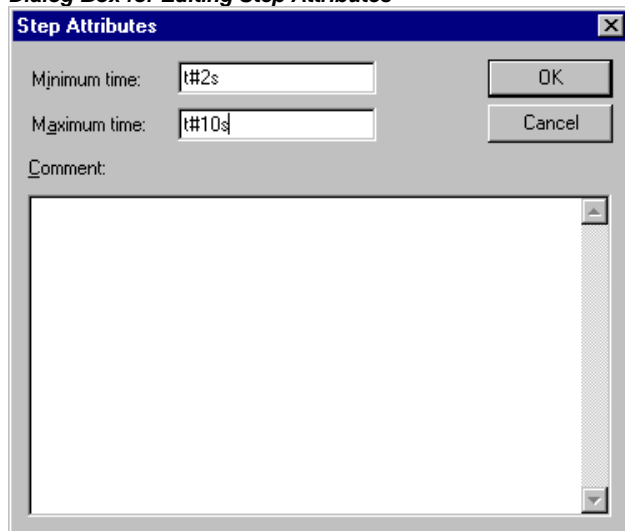 Dialog Box for Editing Step Attributes
Step Attributes
Minimum time: t#2s OK
Maximum time: t#10s Cancel
Comment: